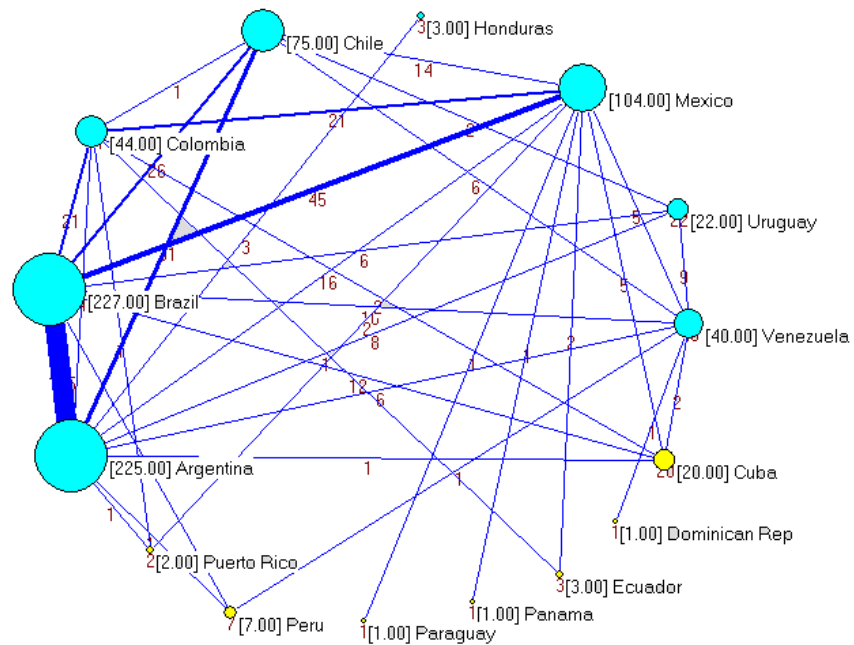 3[3.00] Honduras
[75.00] Chile
14
[104.00] Mexico
1
21
2
[44.00] Colombia
26
6
45
5
22
[22.00] Uruguay
21
3
6
9
16
5
[227.00] Brazil
2
2
8
2
[40.00] Venezuela
1
1
1
12
6
2
1
[225.00] Argentina
1
1
20
[20.00] Cuba
1
1[1.00] Dominican Rep
2[2.00] Puerto Rico
3[3.00] Ecuador
7[7.00] Peru
1[1.00] Paraguay
1[1.00] Panama